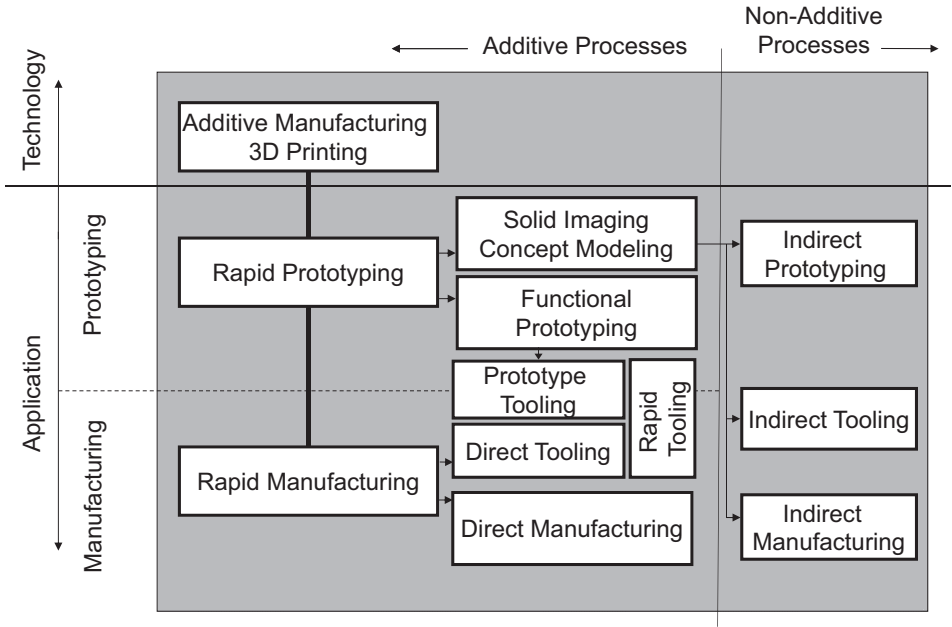 Non-Additive
Processes
Additive Processes
Technology
Additive Manufacturing
3D Printing
Application
Prototyping
Rapid Prototyping
Solid Imaging
Concept Modeling
Indirect
Prototyping
Functional
Prototyping
Prototype
Tooling
Rapid
Tooling
Indirect Tooling
Manufacturing
Rapid Manufacturing
Direct Tooling
Direct Manufacturing
Indirect
Manufacturing